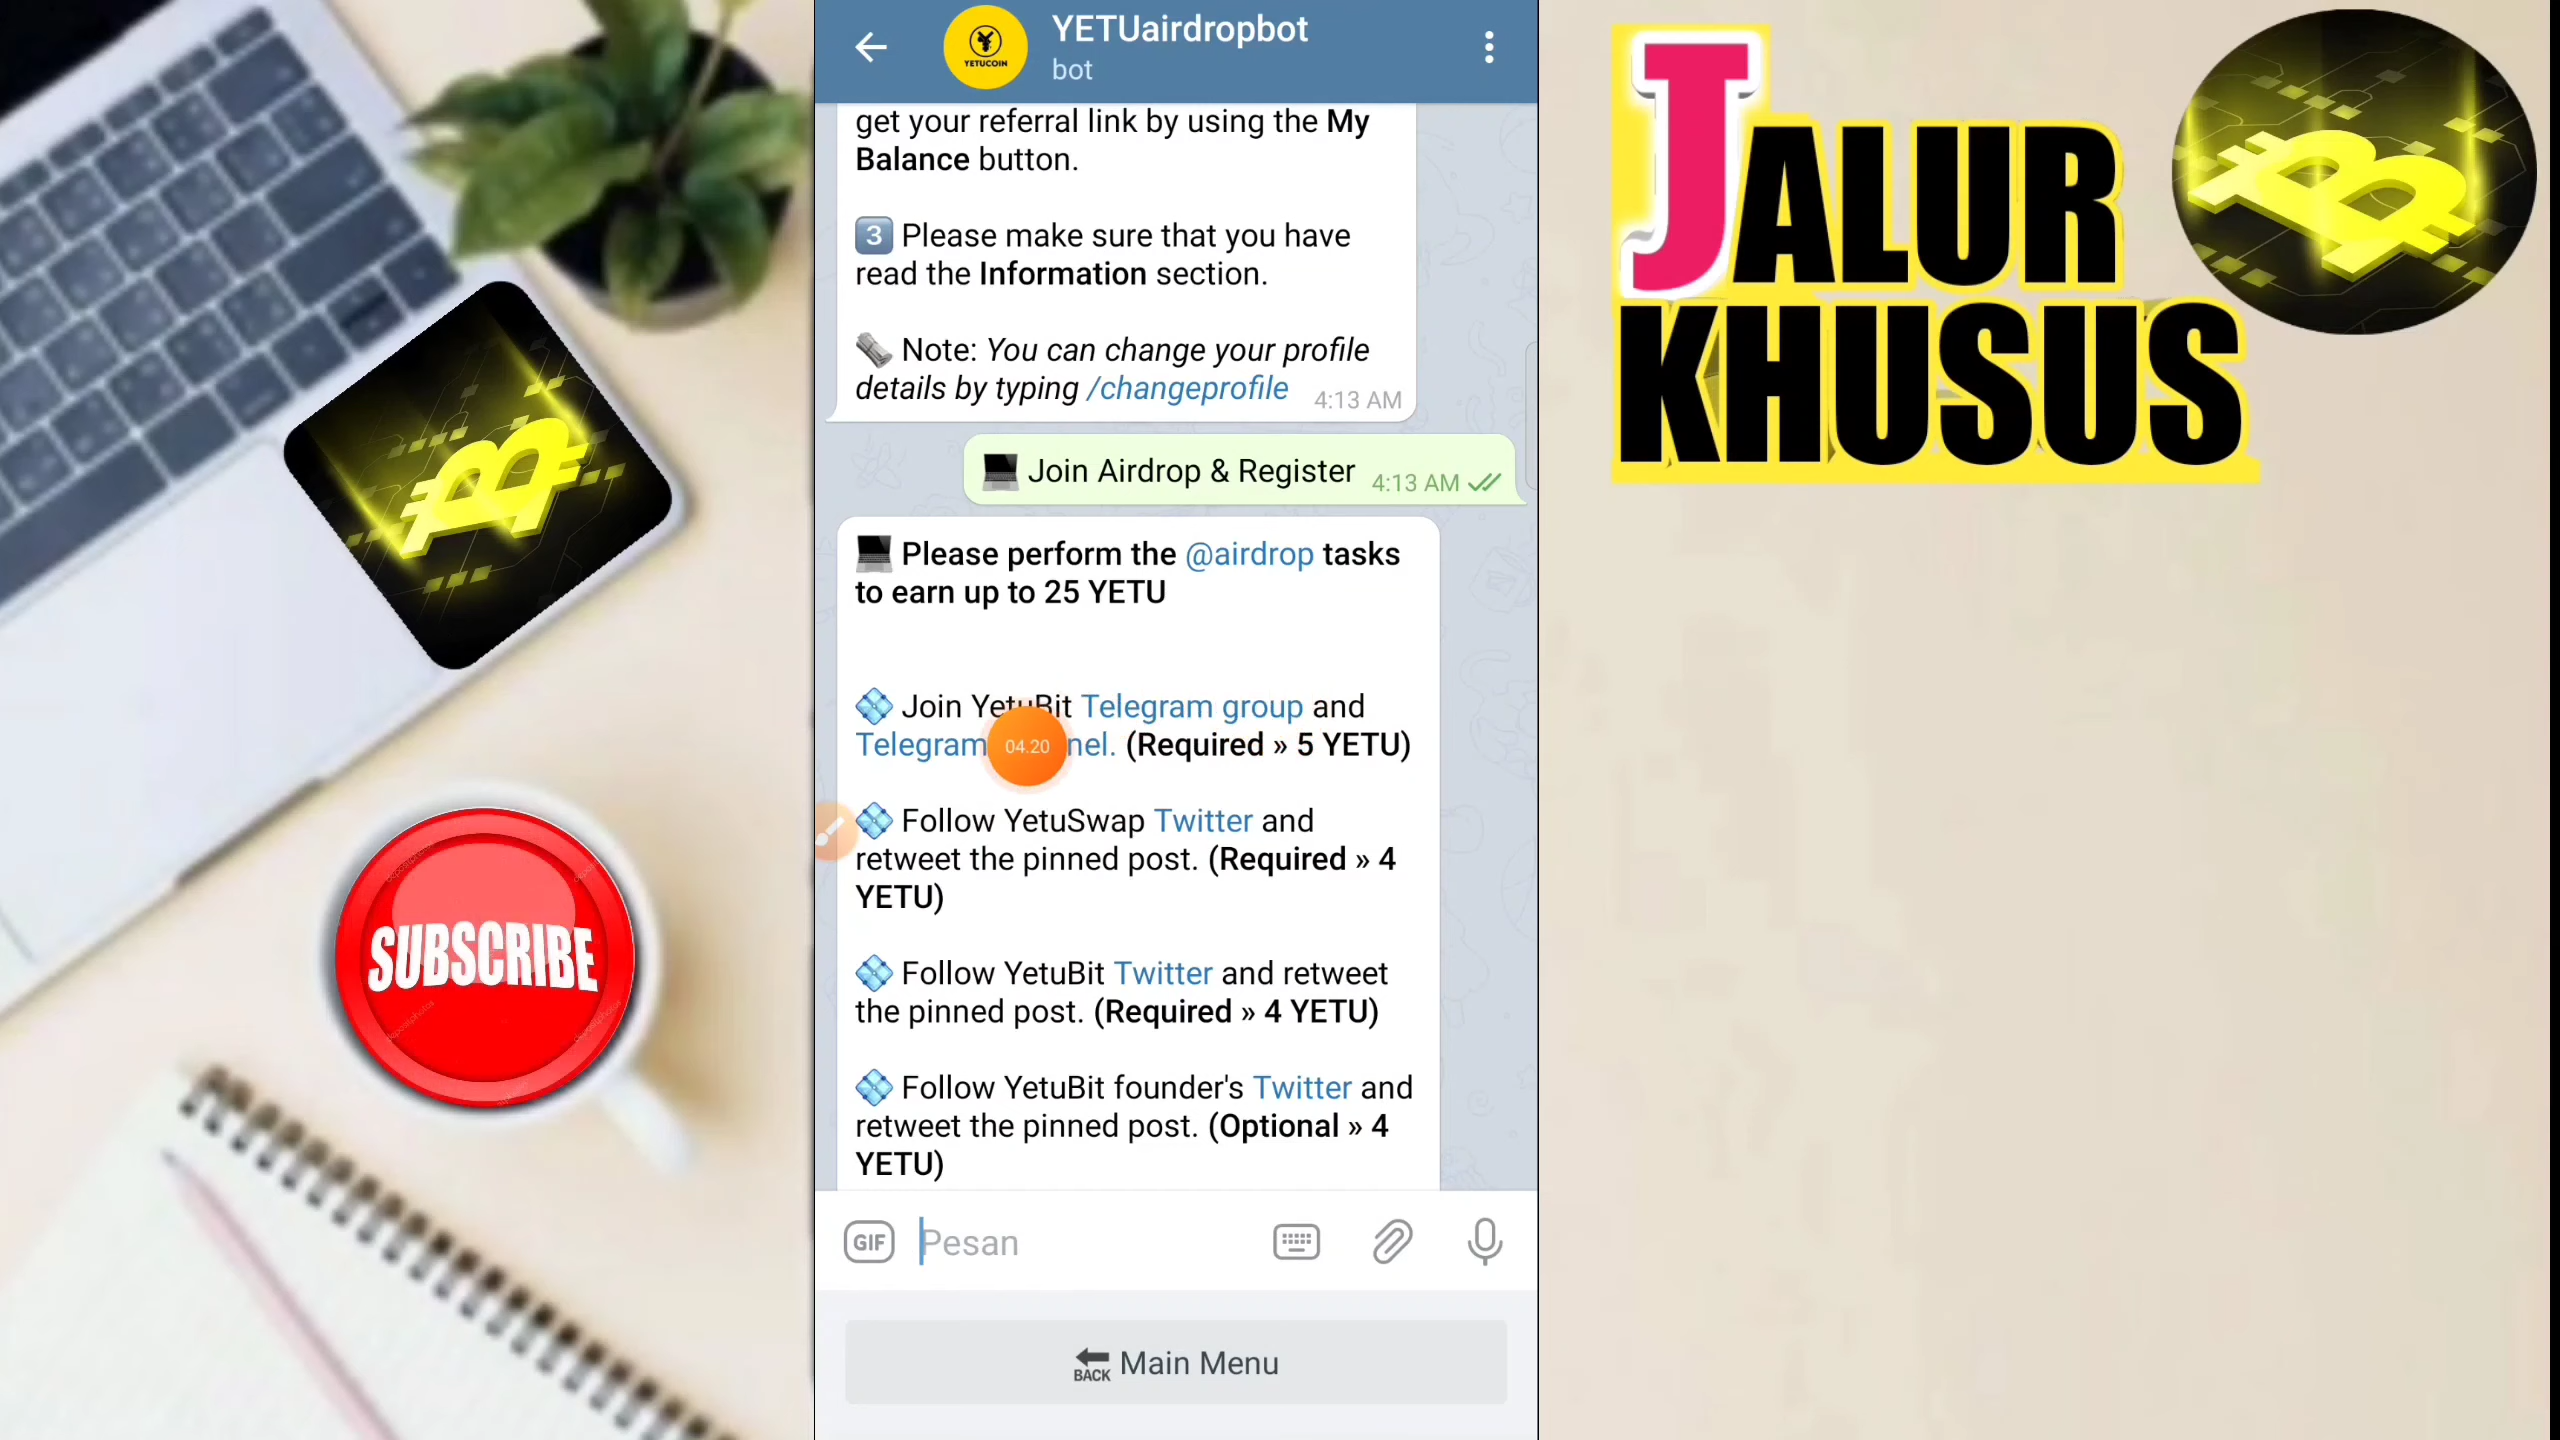 YETUCOIN
YETUairdropbot
bot
get your referral link by using the My
Balance button.
3 Please make sure that you have
read the Information section.
Note: You can change your profile
details by typing /changeprofile 4:13 AM
Join Airdrop & Register 4:13 AM
Please perform the @airdrop tasks
to earn up to 25 YETU
Join YetuBit Telegram group and
Telegram nel. (Required » 5 YETU)
04.20
Follow YetuSwap Twitter and
retweet the pinned post. (Required » 4
YETU)
Follow YetuBit Twitter and retweet
the pinned post. (Required » 4 YETU)
Follow YetuBit founder's Twitter and
retweet the pinned post. (Optional » 4
YETU)
GIF Pesan
BACK Main Menu
SUBSCRIBE
JALUR
KHUSUS